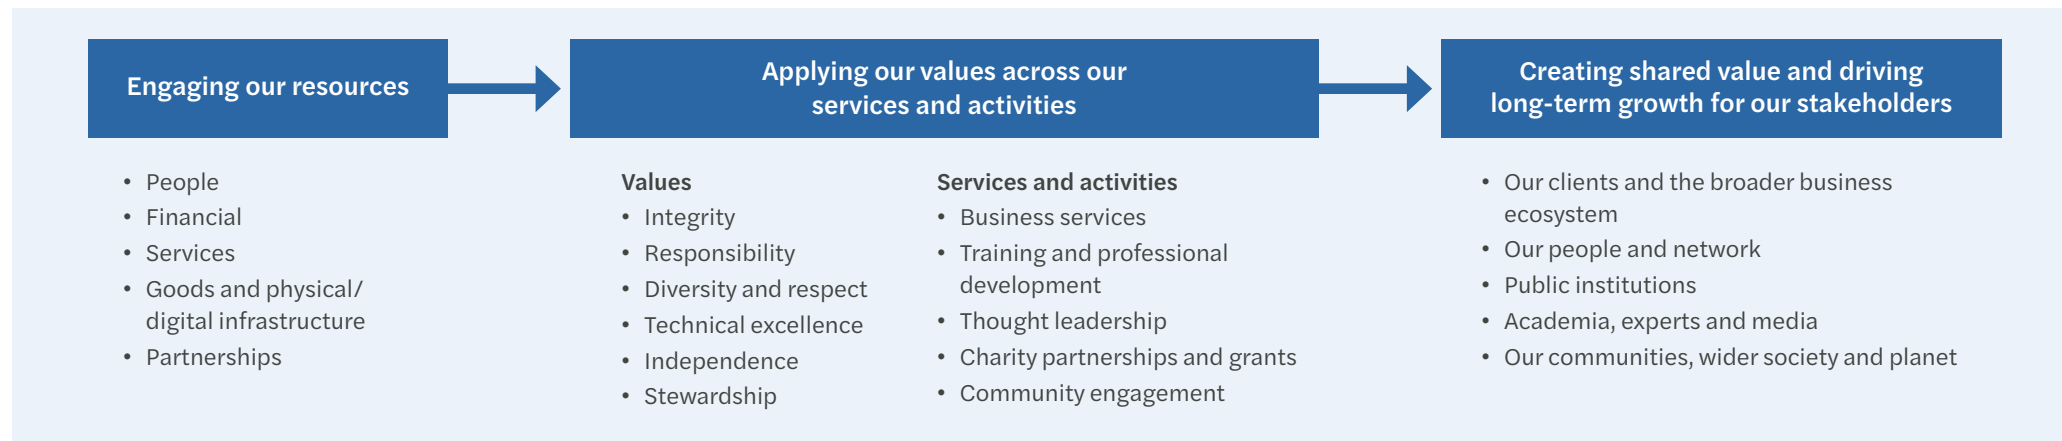 Engaging our resources
Applying our values across our
services and activities
Creating shared value and driving
long-term growth for our stakeholders
• People
• Financial
• Services
• Goods and physical/
digital infrastructure
• Partnerships
Values
• Integrity
• Responsibility
• Diversity and respect
• Technical excellence
• Independence
• Stewardship
Services and activities
• Business services
• Training and professional
development
• Thought leadership
• Charity partnerships and grants
• Community engagement
• Our clients and the broader business
ecosystem
• Our people and network
• Public institutions
• Academia, experts and media
• Our communities, wider society and planet